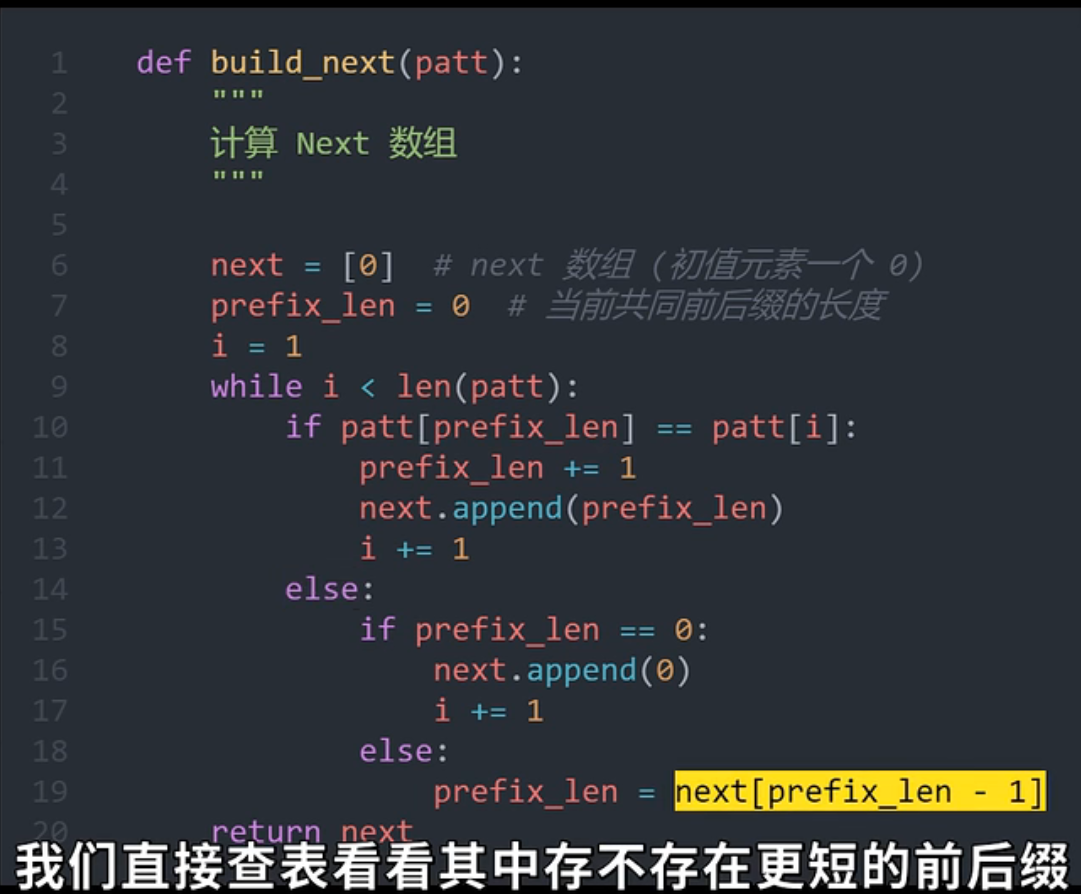 1 def build_next(patt):
2 """
3 计算 Next 数组
4 """
5
6 next = [0] # next 数组 (初值元素一个 0)
7 prefix_len = 0 # 当前共同前后缀的长度
8 i = 1
9 while i < len(patt):
10 if patt[prefix_len] == patt[i]:
11 prefix_len += 1
12 next.append(prefix_len)
13 i += 1
14 else:
15 if prefix_len == 0:
16 next.append(0)
17 i += 1
18 else:
19 prefix_len = next[prefix_len - 1]
20 return next
我们直接查表看看其中存不存在更短的前后缀